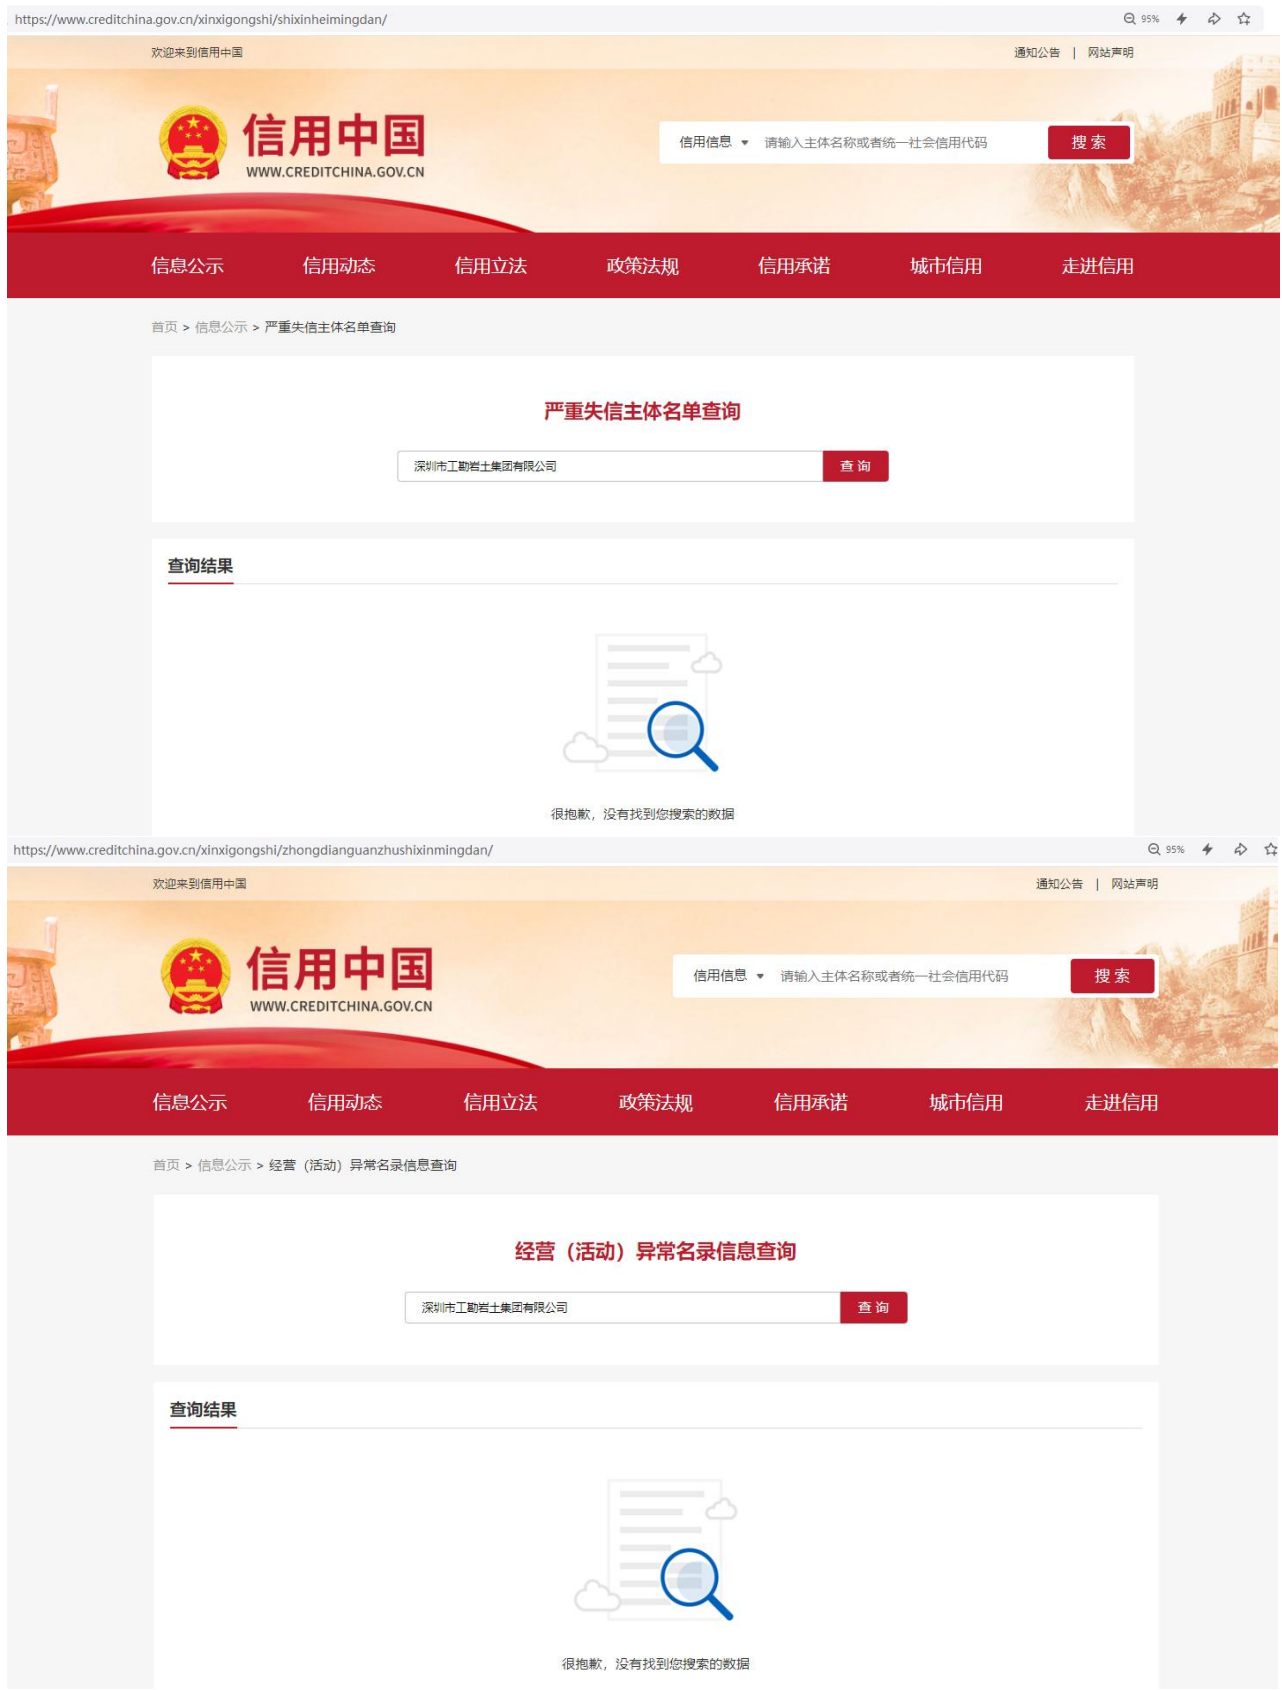 https://www.creditchina.gov.cn/xinxigongshi/shixinheimingdan/ 95%
欢迎来到信用中国 通知公告 | 网站声明
信用中国
WWW.CREDITCHINA.GOV.CN
信用信息 请输入主体名称或者统一社会信用代码 搜索
信息公示 信用动态 信用立法 政策法规 信用承诺 城市信用 走进信用
首页 > 信息公示 > 严重失信主体名单查询
严重失信主体名单查询
深圳市工勘岩土集团有限公司 查询
查询结果
很抱歉，没有找到您搜索的数据
https://www.creditchina.gov.cn/xinxigongshi/zhongdianguanzhushixinmingdan/ 95%
欢迎来到信用中国 通知公告 | 网站声明
信用中国
WWW.CREDITCHINA.GOV.CN
信用信息 请输入主体名称或者统一社会信用代码 搜索
信息公示 信用动态 信用立法 政策法规 信用承诺 城市信用 走进信用
首页 > 信息公示 > 经营（活动）异常名录信息查询
经营（活动）异常名录信息查询
深圳市工勘岩土集团有限公司 查询
查询结果
很抱歉，没有找到您搜索的数据